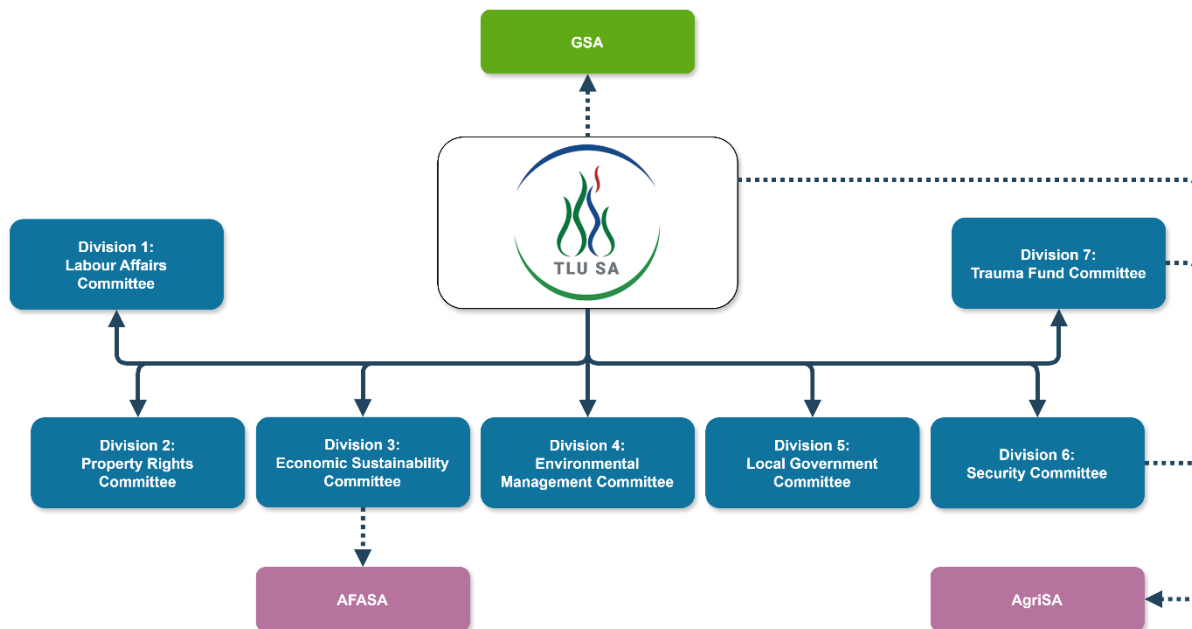 GSA
TLU SA
Division 1:
Labour Affairs
Committee
Division 7:
Trauma Fund Committee
Division 2:
Property Rights
Committee
Division 3:
Economic Sustainability
Committee
Division 4:
Environmental
Management Committee
Division 5:
Local Government
Committee
Division 6:
Security Committee
AFASA
AgriSA